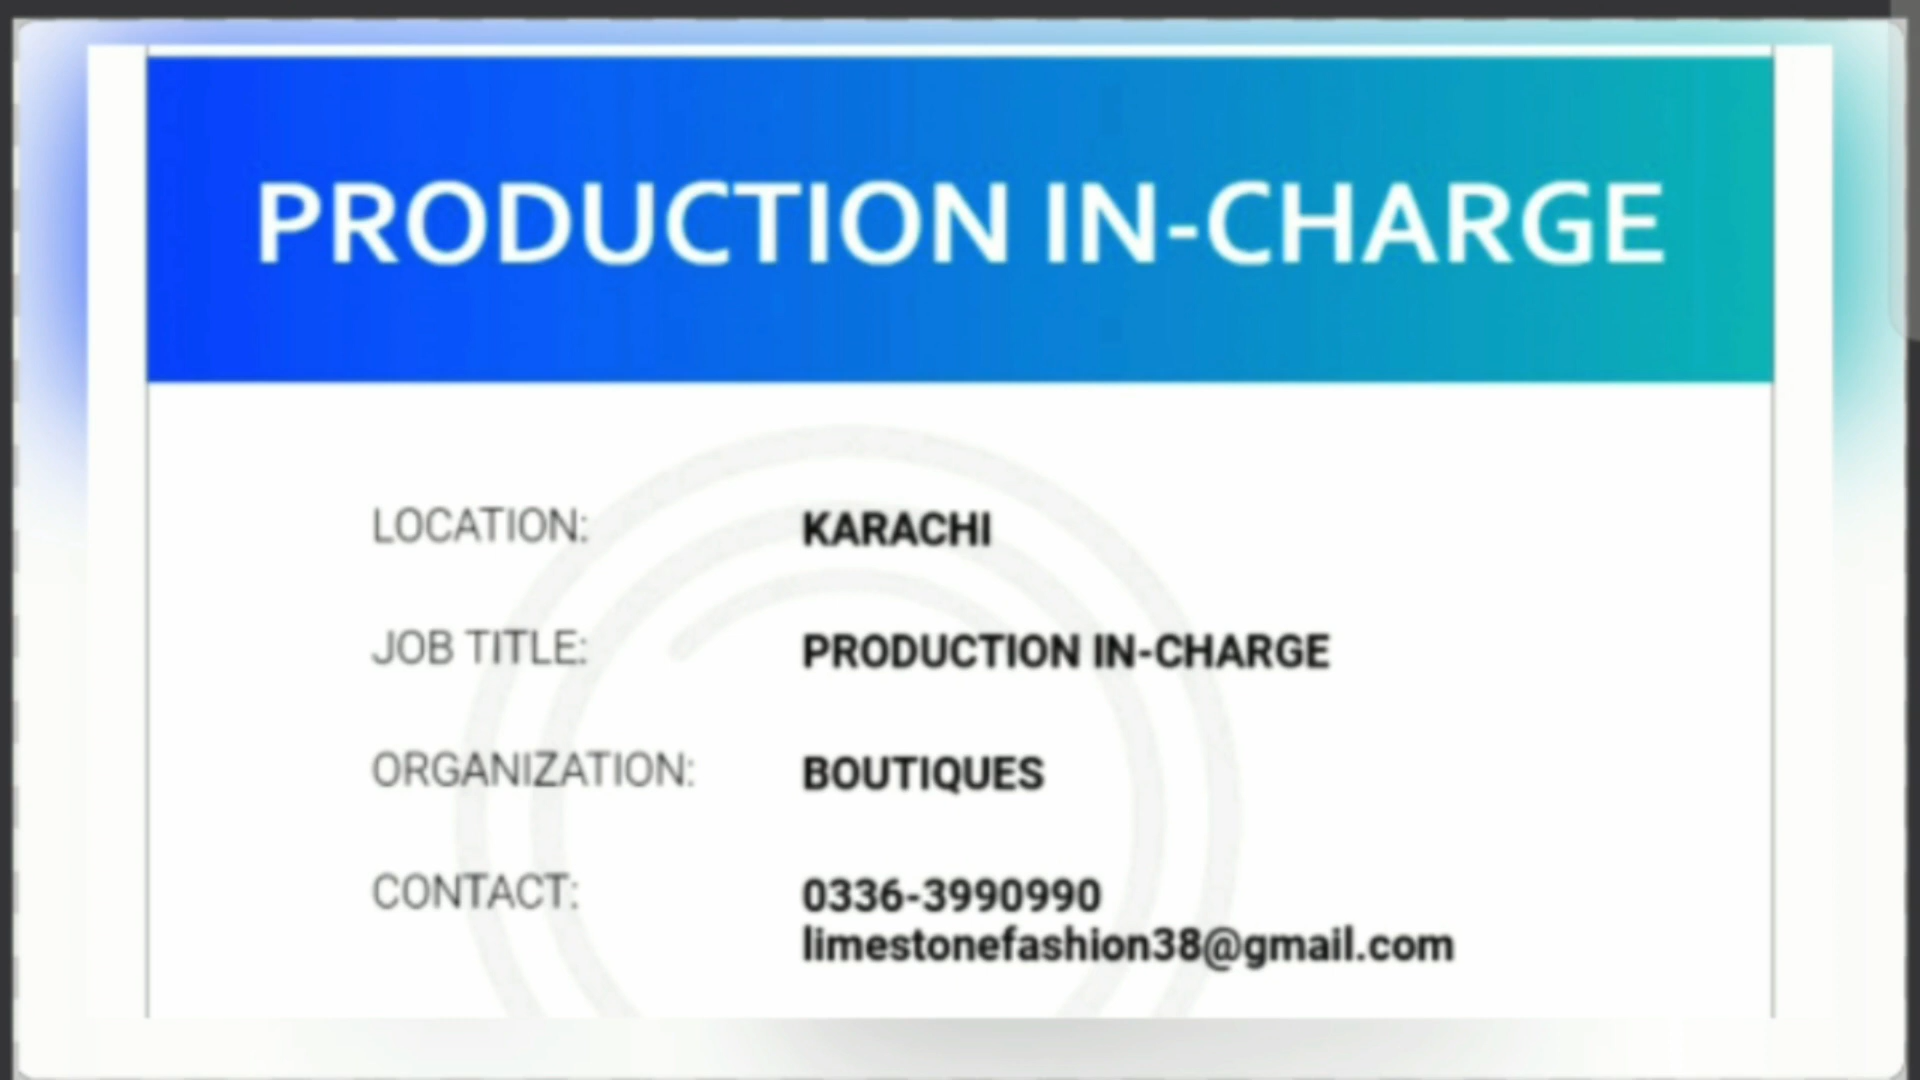 PRODUCTION IN-CHARGE
LOCATION: KARACHI
JOB TITLE: PRODUCTION IN-CHARGE
ORGANIZATION: BOUTIQUES
CONTACT: 0336-3990990
limestonefashion38@gmail.com